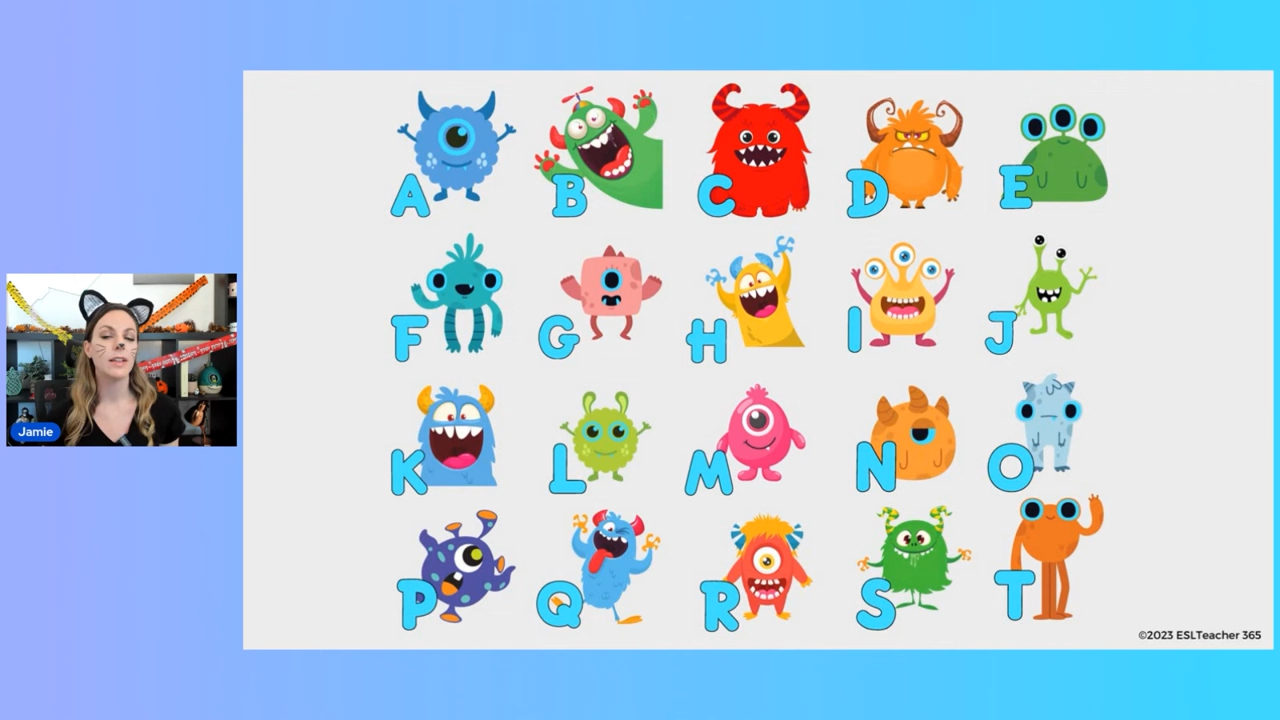 A B C D E
F G H I J
Jamie
K L M N O
P Q R S T
©2023 ESLTeacher 365